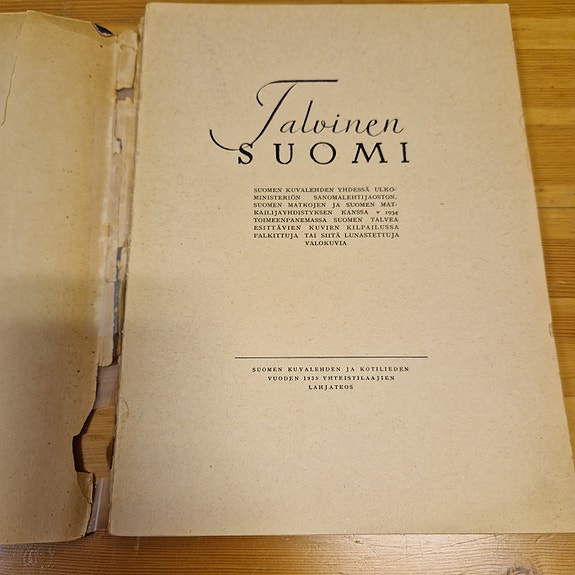 Talvinen
SUOMI
SUOMEN KUVALEHDEN YHDESSÄ ULKO-
MINISTERIÖN SANOMALEHTIJAOSTON,
SUOMEN MATKOJEN JA SUOMEN MAT-
KAILIJAYHDISTYKSEN KANSSA v 1934
TOIMEENPANEMASSA SUOMEN TALVEA
ESITTÄVIEN KUVIEN KILPAILUSSA
PALKITTUJA TAI SIITÄ LUNASTETTUJA
VALOKUVIA
SUOMEN KUVALEHDEN JA KOTILIEDEN
VUODEN 1935 YHTEISTILAAJIEN
LAHJATEOS